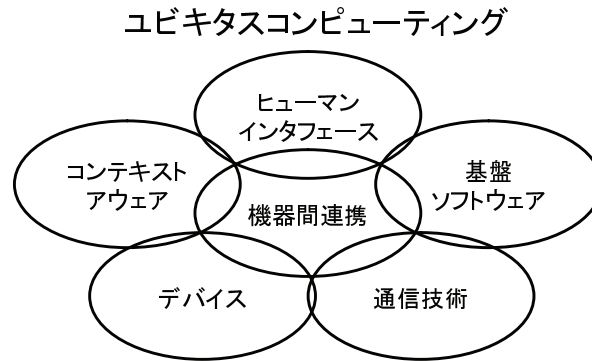 ユビキタスコンピューティング
ヒューマン
インタフェース
コンテキスト
アウェア
基盤
ソフトウェア
機器間連携
デバイス
通信技術